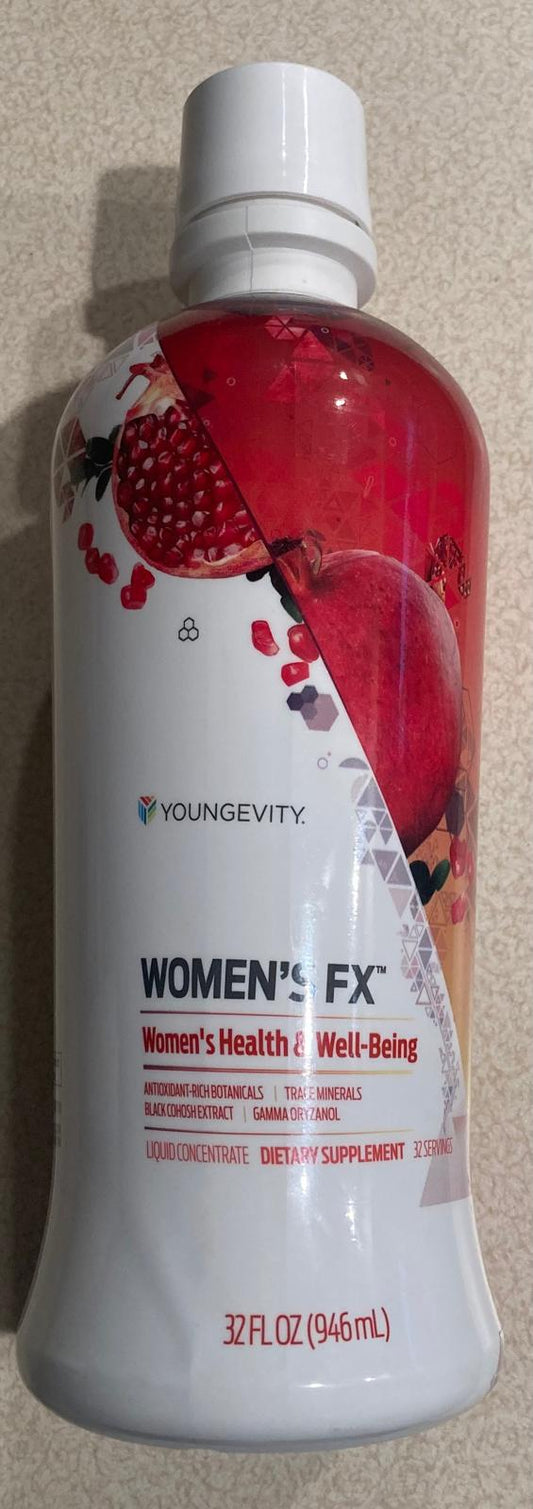 YOUNGEVITY.
WOMEN'S FX™
Women's Health & Well-Being
ANTIOXIDANT-RICH BOTANICALS | TRACE MINERALS
BLACK COHOSH EXTRACT | GAMMA ORYZANOL
LIQUID CONCENTRATE DIETARY SUPPLEMENT 32 SERVINGS
32 FL OZ (946 mL)